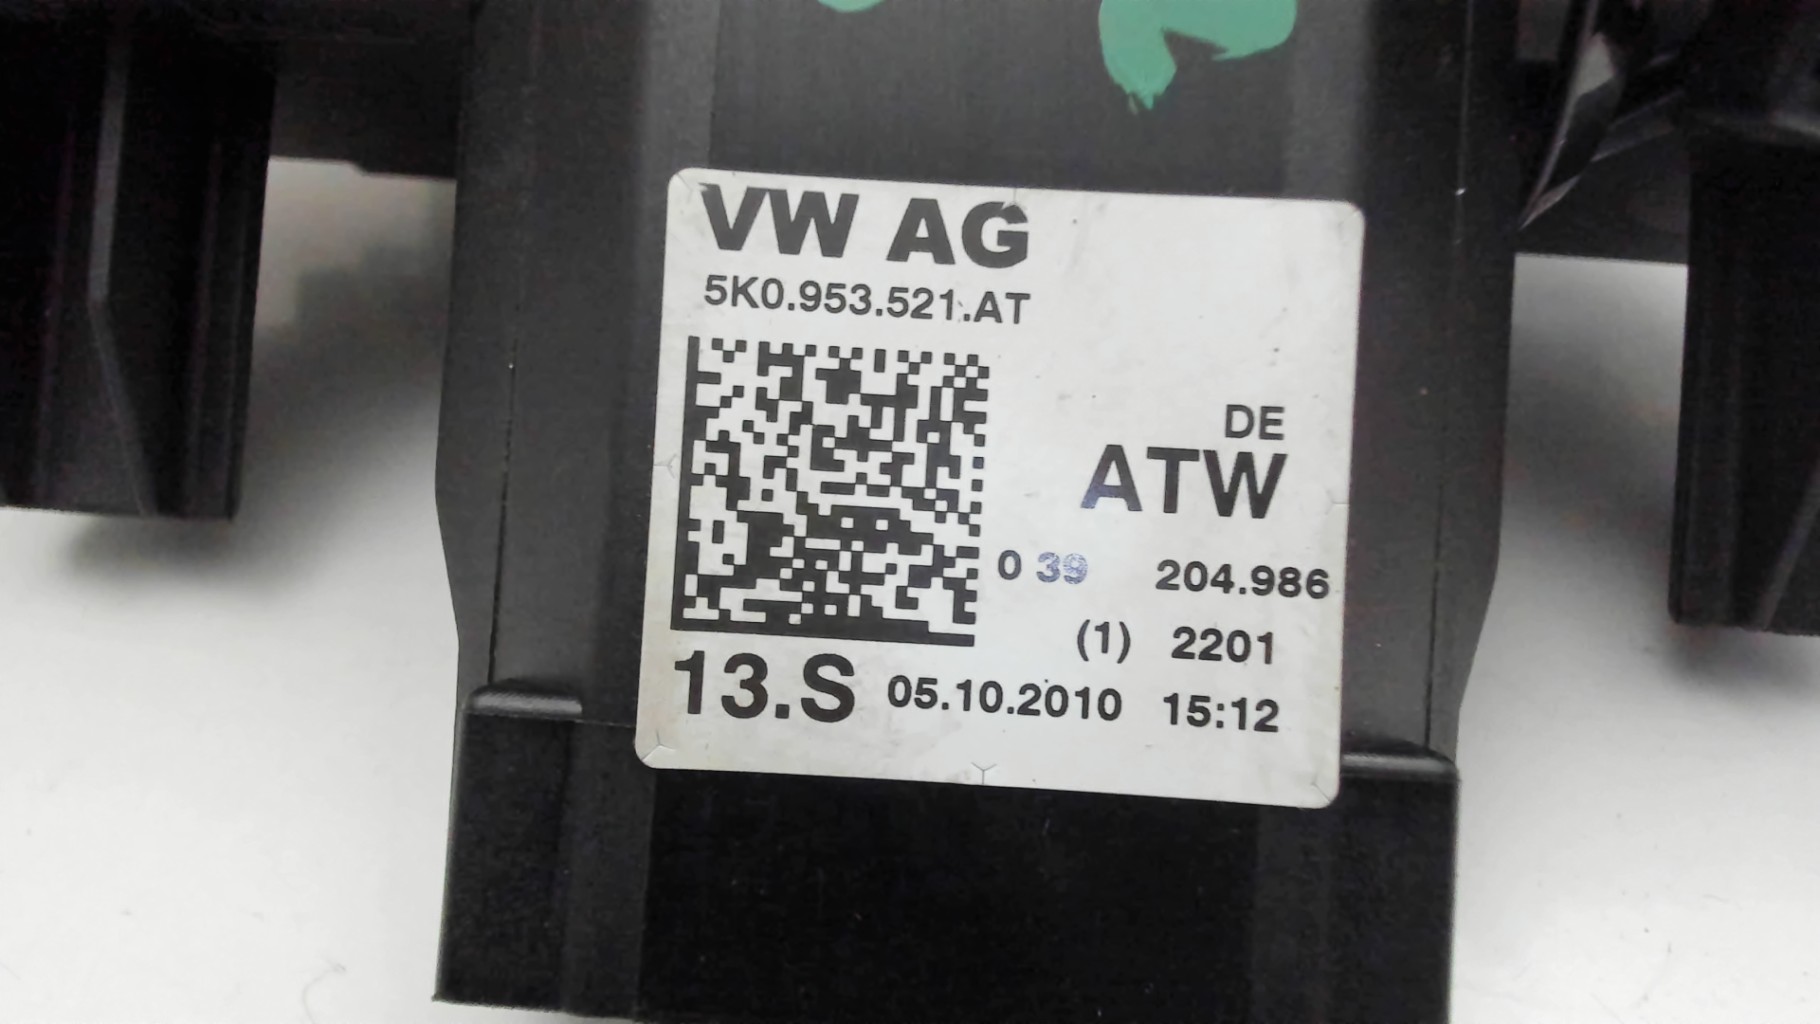 VW AG
5K0.953.521.AT
DE
ATW
0 39 204.986
(1) 2201
13.S 05.10.2010 15:12